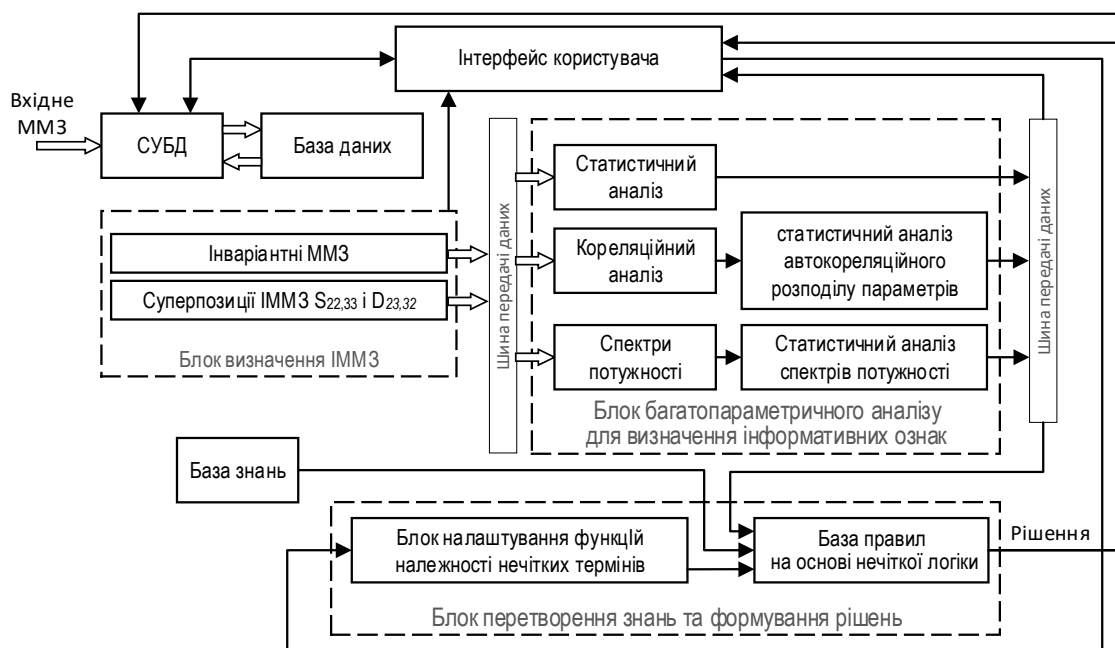 Інтерфейс користувача
Вхідне
ММЗ
СУБД
База даних
Інваріантні ММЗ
Суперпозиції ІММЗ S22,33 і D23,32
Блок визначення ІММЗ
Шина передачі даних
Статистичний
аналіз
Кореляційний
аналіз
статистичний аналіз
автокореляційного
розподілу параметрів
Спектри
потужності
Статистичний аналіз
спектрів потужності
Блок багатопараметричного аналізу
для визначення інформативних ознак
Шина передачі даних
База знань
Блок налаштування функцІй
належності нечітких термінів
База правил
на основі нечіткої логіки
Рішення
Блок перетворення знань та формування рішень